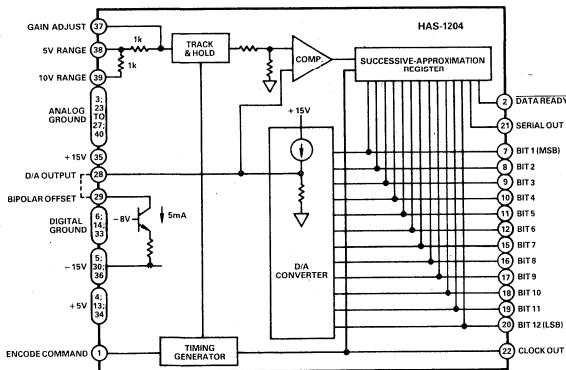 HAS-1204
GAIN ADJUST 37
5V RANGE 38
1k
1k
10V RANGE 39
TRACK
& HOLD
COMP.
SUCCESSIVE-APPROXIMATION
REGISTER
ANALOG
GROUND
3;
23
TO
27;
40
+15V 35
D/A OUTPUT 28
BIPOLAR OFFSET 29
DIGITAL
GROUND
6;
14;
33
-8V
5mA
-15V
5;
30;
36
+5V
4;
13;
34
ENCODE COMMAND 1
TIMING
GENERATOR
+15V
D/A
CONVERTER
2 DATA READY
21 SERIAL OUT
7 BIT 1 (MSB)
8 BIT 2
9 BIT 3
10 BIT 4
11 BIT 5
12 BIT 6
15 BIT 7
16 BIT 8
17 BIT 9
18 BIT 10
19 BIT 11
20 BIT 12 (LSB)
22 CLOCK OUT